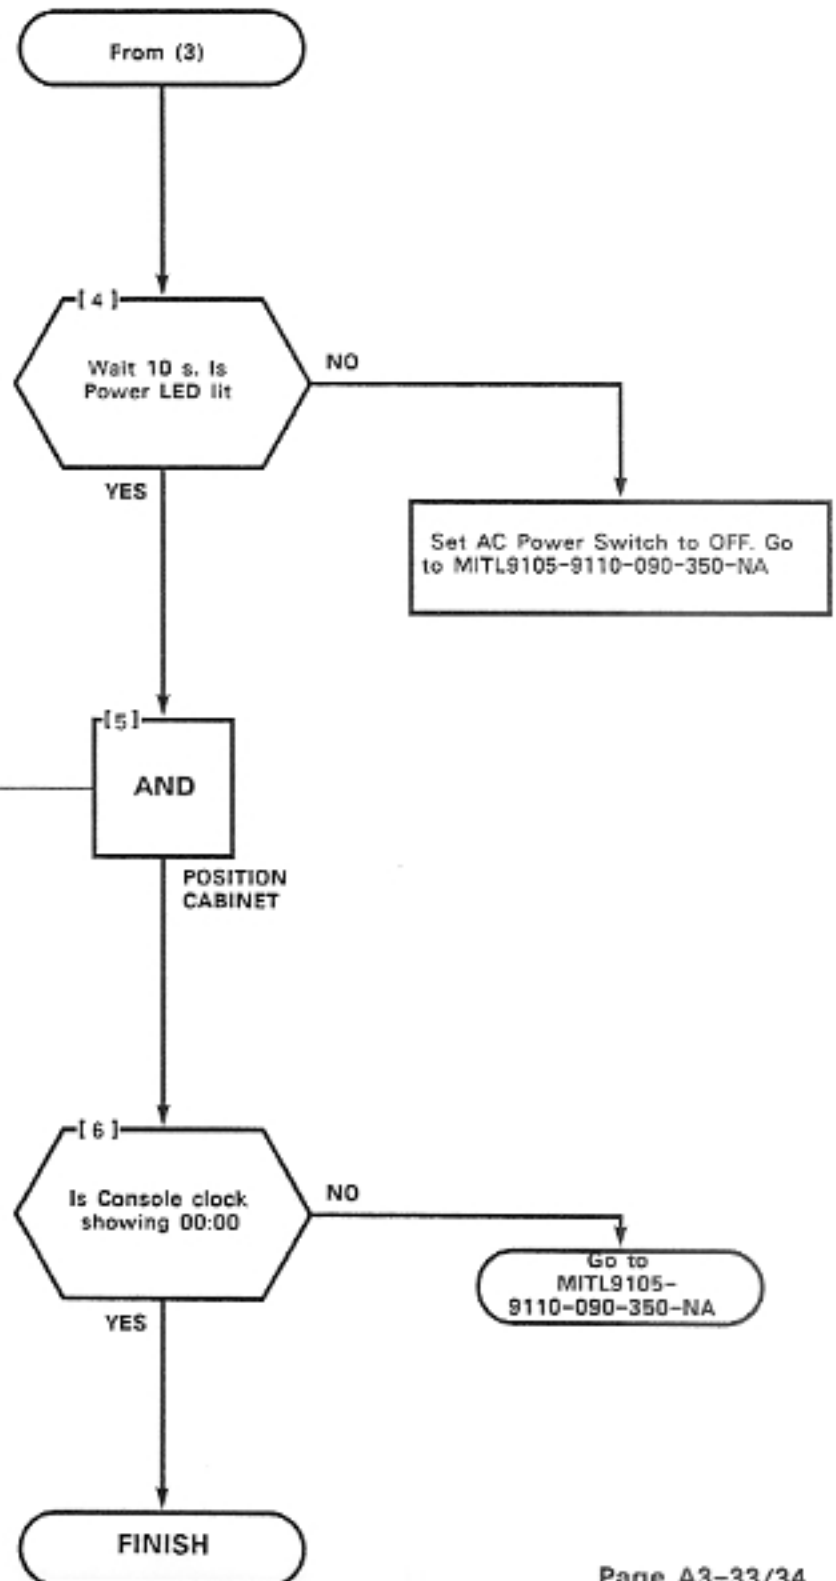 From (3)
[4]
Wait 10 s. Is
Power LED lit
NO
YES
Set AC Power Switch to OFF. Go
to MITL9105-9110-090-350-NA
[5]
AND
POSITION
CABINET
[6]
Is Console clock
showing 00:00
NO
Go to
MITL9105-
9110-090-350-NA
YES
FINISH
Page A3-33/34